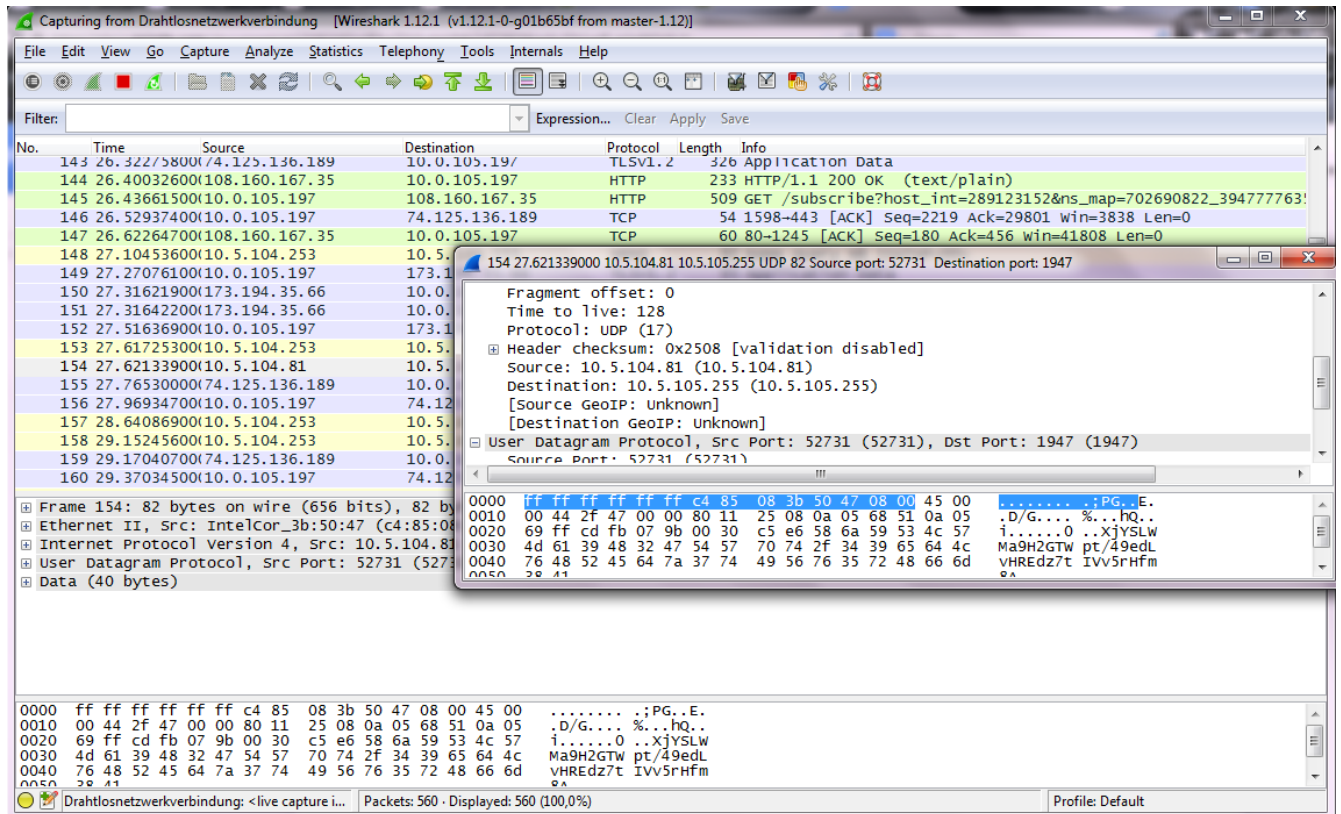 Capturing from Drahtlosnetzwerkverbindung [Wireshark 1.12.1 (v1.12.1-0-g01b65bf from master-1.12)]
File Edit View Go Capture Analyze Statistics Telephony Tools Internals Help
Filter: Expression... Clear Apply Save
No. Time Source Destination Protocol Length Info
143 26.32275800( 74.125.136.189 10.0.105.197 TLSv1.2 326 Application Data
144 26.40032600( 108.160.167.35 10.0.105.197 HTTP 233 HTTP/1.1 200 OK (text/plain)
145 26.43661500( 10.0.105.197 108.160.167.35 HTTP 509 GET /subscribe?host_int=289123152&ns_map=702690822_394777763
146 26.52937400( 10.0.105.197 74.125.136.189 TCP 54 1598→443 [ACK] Seq=2219 Ack=29801 Win=3838 Len=0
147 26.62264700( 108.160.167.35 10.0.105.197 TCP 60 80→1245 [ACK] Seq=180 Ack=456 Win=41808 Len=0
148 27.10453600( 10.5.104.253 10.5.
149 27.27076100( 10.0.105.197 173.1
150 27.31621900( 173.194.35.66 10.0.
151 27.31642200( 173.194.35.66 10.0.
152 27.51636900( 10.0.105.197 173.1
153 27.61725300( 10.5.104.253 10.5.
154 27.62133900( 10.5.104.81 10.5.
155 27.76530000( 74.125.136.189 10.0.
156 27.96934700( 10.0.105.197 74.12
157 28.64086900( 10.5.104.253 10.5.
158 29.15245600( 10.5.104.253 10.5.
159 29.17040700( 74.125.136.189 10.0.
160 29.37034500( 10.0.105.197 74.12
154 27.621339000 10.5.104.81 10.5.105.255 UDP 82 Source port: 52731 Destination port: 1947
Fragment offset: 0
Time to live: 128
Protocol: UDP (17)
Header checksum: 0x2508 [validation disabled]
Source: 10.5.104.81 (10.5.104.81)
Destination: 10.5.105.255 (10.5.105.255)
[Source GeoIP: Unknown]
[Destination GeoIP: Unknown]
User Datagram Protocol, Src Port: 52731 (52731), Dst Port: 1947 (1947)
Source Port: 52731 (52731)
0000 ff ff ff ff ff ff c4 85 08 3b 50 47 08 00 45 00 ........ .;PG..E.
0010 00 44 2f 47 00 00 80 11 25 08 0a 05 68 51 0a 05 .D/G.... %...hQ..
0020 69 ff cd fb 07 9b 00 30 c5 e6 58 6a 59 53 4c 57 i......0 ..XjYSLW
0030 4d 61 39 48 32 47 54 57 70 74 2f 34 39 65 64 4c Ma9H2GTW pt/49edL
0040 76 48 52 45 64 7a 37 74 49 56 76 35 72 48 66 6d vHREdz7t IVv5rHfm
0050 38 41 8A
Frame 154: 82 bytes on wire (656 bits), 82 by
Ethernet II, Src: IntelCor_3b:50:47 (c4:85:08
Internet Protocol Version 4, Src: 10.5.104.81
User Datagram Protocol, Src Port: 52731 (5273
Data (40 bytes)
0000 ff ff ff ff ff ff c4 85 08 3b 50 47 08 00 45 00 ........ .;PG..E.
0010 00 44 2f 47 00 00 80 11 25 08 0a 05 68 51 0a 05 .D/G.... %...hQ..
0020 69 ff cd fb 07 9b 00 30 c5 e6 58 6a 59 53 4c 57 i......0 ..XjYSLW
0030 4d 61 39 48 32 47 54 57 70 74 2f 34 39 65 64 4c Ma9H2GTW pt/49edL
0040 76 48 52 45 64 7a 37 74 49 56 76 35 72 48 66 6d vHREdz7t IVv5rHfm
0050 38 41 8A
Drahtlosnetzwerkverbindung: <live capture i... Packets: 560 · Displayed: 560 (100,0%) Profile: Default